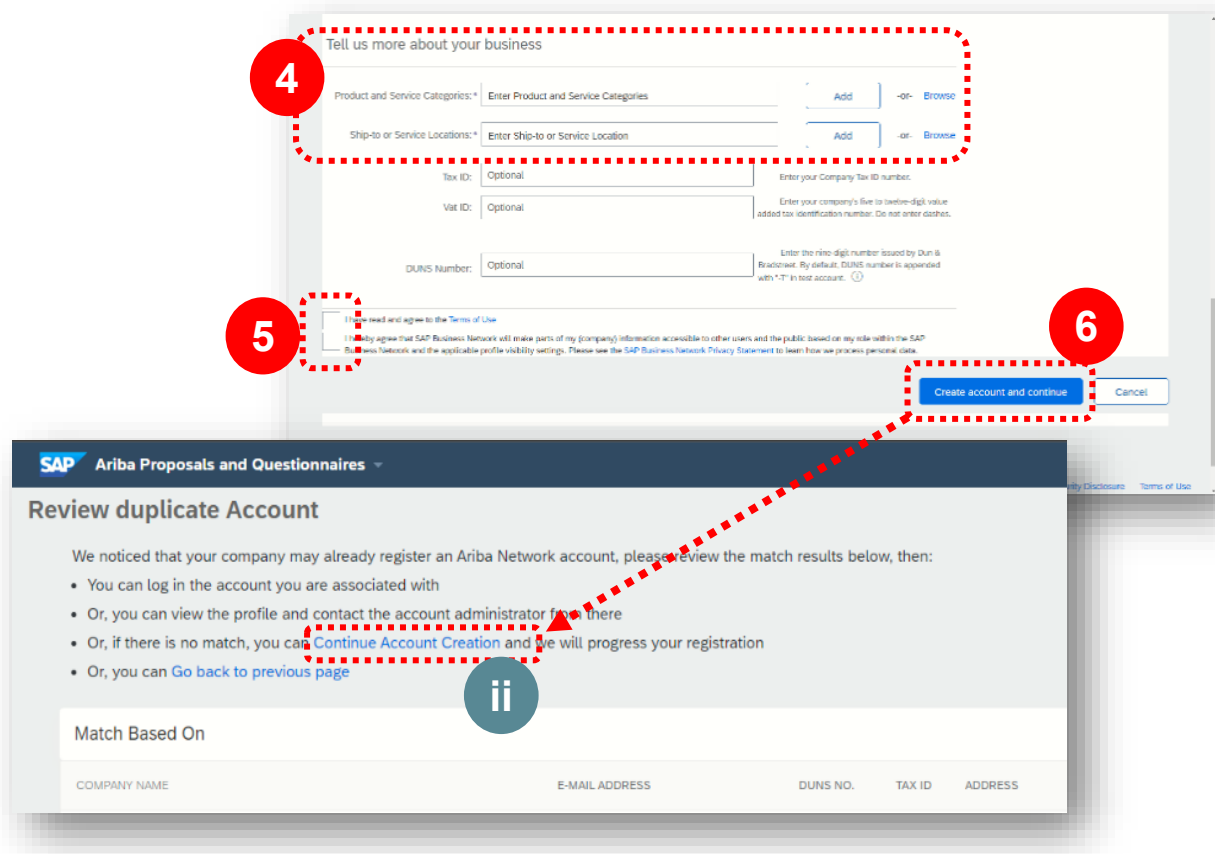 Tell us more about your business
4
Product and Service Categories:* Enter Product and Service Categories Add -or- Browse
Ship-to or Service Locations:* Enter Ship-to or Service Location Add -or- Browse
Tax ID: Optional Enter your Company Tax ID number.
Vat ID: Optional Enter your company's five to twelve-digit value
added tax identification number. Do not enter dashes.
DUNS Number: Optional Enter the nine-digit number issued by Dun &
Bradstreet. By default, DUNS number is appended
with "-T" in test account.
5
I have read and agree to the Terms of Use
I hereby agree that SAP Business Network will make parts of my (company) information accessible to other users and the public based on my role within the SAP
Business Network and the applicable profile visibility settings. Please see the SAP Business Network Privacy Statement to learn how we process personal data.
6
Create account and continue Cancel
Disclosure Terms of Use
SAP Ariba Proposals and Questionnaires
Review duplicate Account
We noticed that your company may already register an Ariba Network account, please review the match results below, then:
• You can log in the account you are associated with
• Or, you can view the profile and contact the account administrator from there
• Or, if there is no match, you can Continue Account Creation and we will progress your registration
• Or, you can Go back to previous page
ii
Match Based On
COMPANY NAME E-MAIL ADDRESS DUNS NO. TAX ID ADDRESS